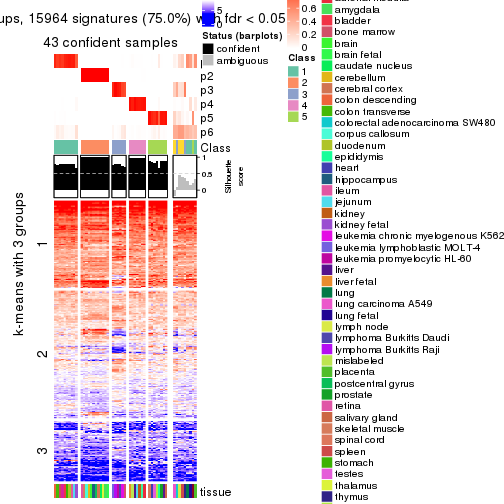 ups, 15964 signatures (75.0%) with fdr < 0.05
43 confident samples
p2
p3
p4
p5
p6
Class
1
0.5
0
Silhouette
score
k-means with 3 groups
1
2
3
tissue
5
0
Status (barplots)
confident
ambiguous
0.6
0.4
0.2
0
Class
1
2
3
4
5
amygdala
bladder
bone marrow
brain
brain fetal
caudate nucleus
cerebellum
cerebral cortex
colon descending
colon transverse
colorectal adenocarcinoma SW480
corpus callosum
duodenum
epididymis
heart
hippocampus
ileum
jejunum
kidney
kidney fetal
leukemia chronic myelogenous K562
leukemia lymphoblastic MOLT-4
leukemia promyelocytic HL-60
liver
liver fetal
lung
lung carcinoma A549
lung fetal
lymph node
lymphoma Burkitts Daudi
lymphoma Burkitts Raji
mislabeled
placenta
postcentral gyrus
prostate
retina
salivary gland
skeletal muscle
spinal cord
spleen
stomach
testes
thalamus
thymus